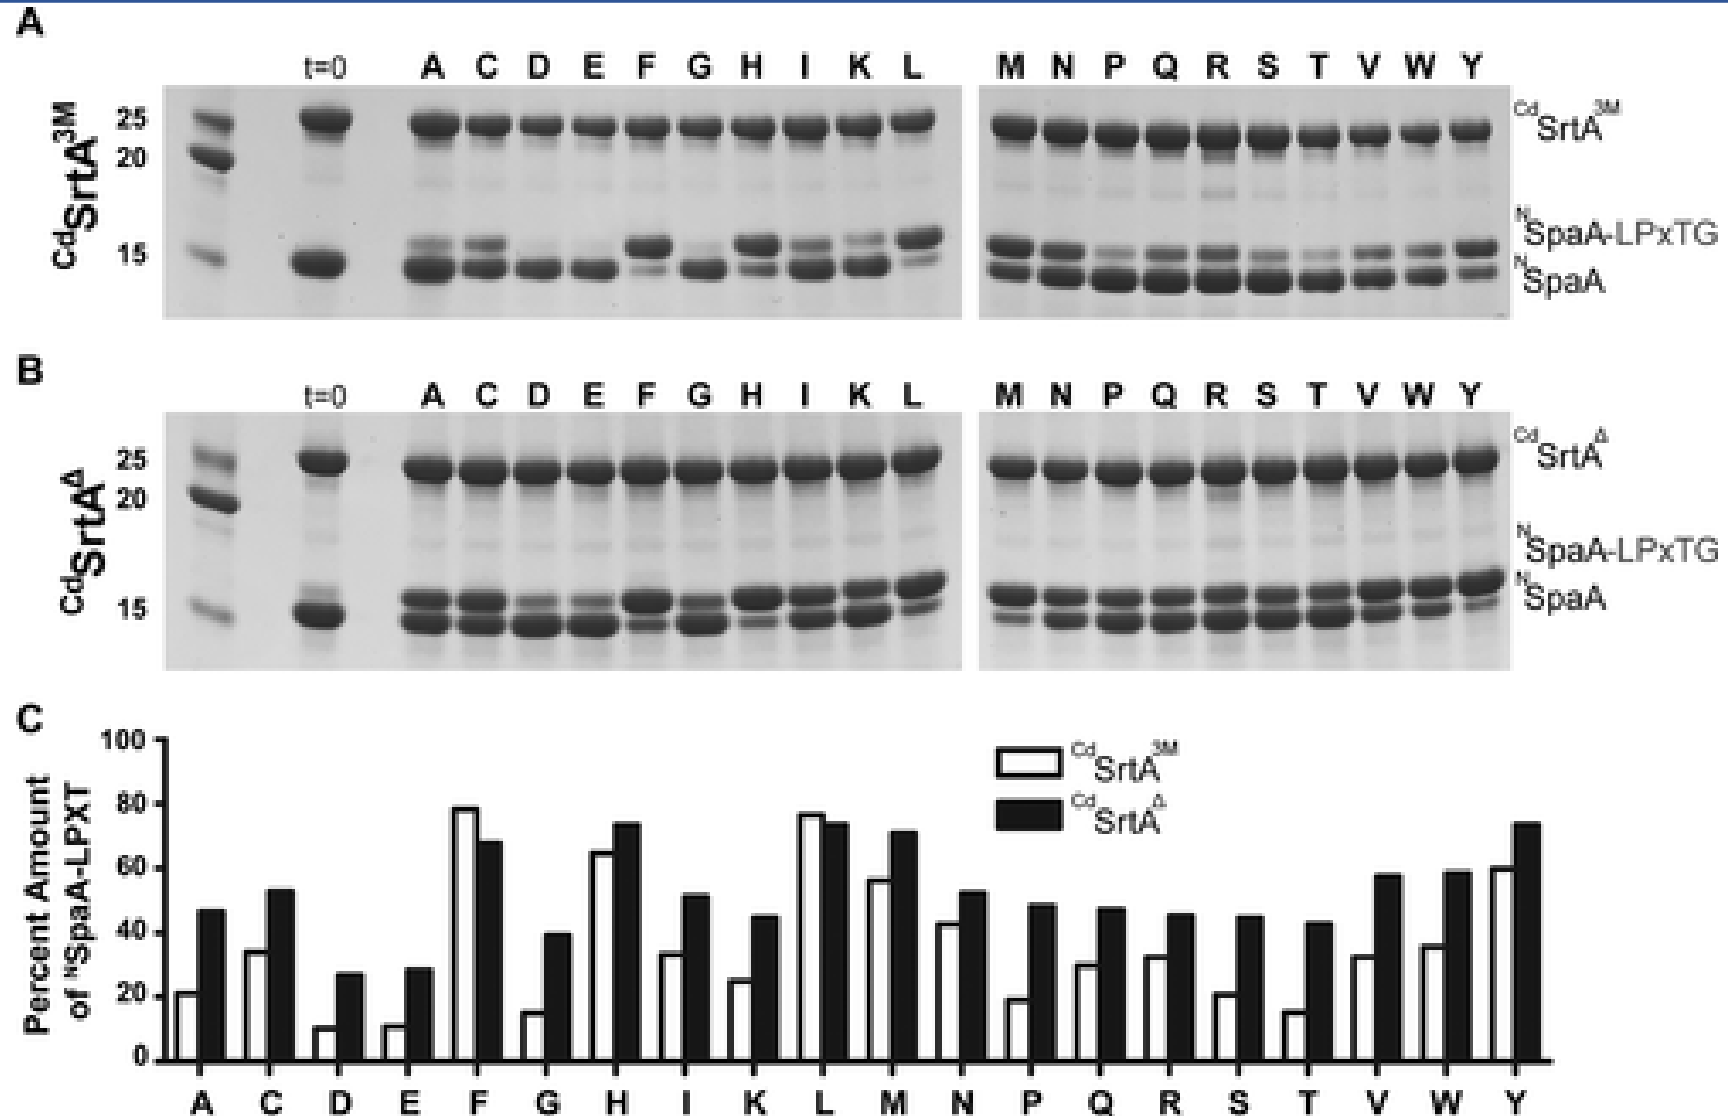 A
t=0 A C D E F G H I K L M N P Q R S T V W Y
CdSrtA3M
25
20
15
CdSrtA3M
NSpaA-LPxTG
NSpaA
B
t=0 A C D E F G H I K L M N P Q R S T V W Y
CdSrtAΔ
25
20
15
CdSrtAΔ
NSpaA-LPxTG
NSpaA
C
Percent Amount
of NSpaA-LPXT
100
80
60
40
20
0
CdSrtA3M
CdSrtAΔ
A C D E F G H I K L M N P Q R S T V W Y